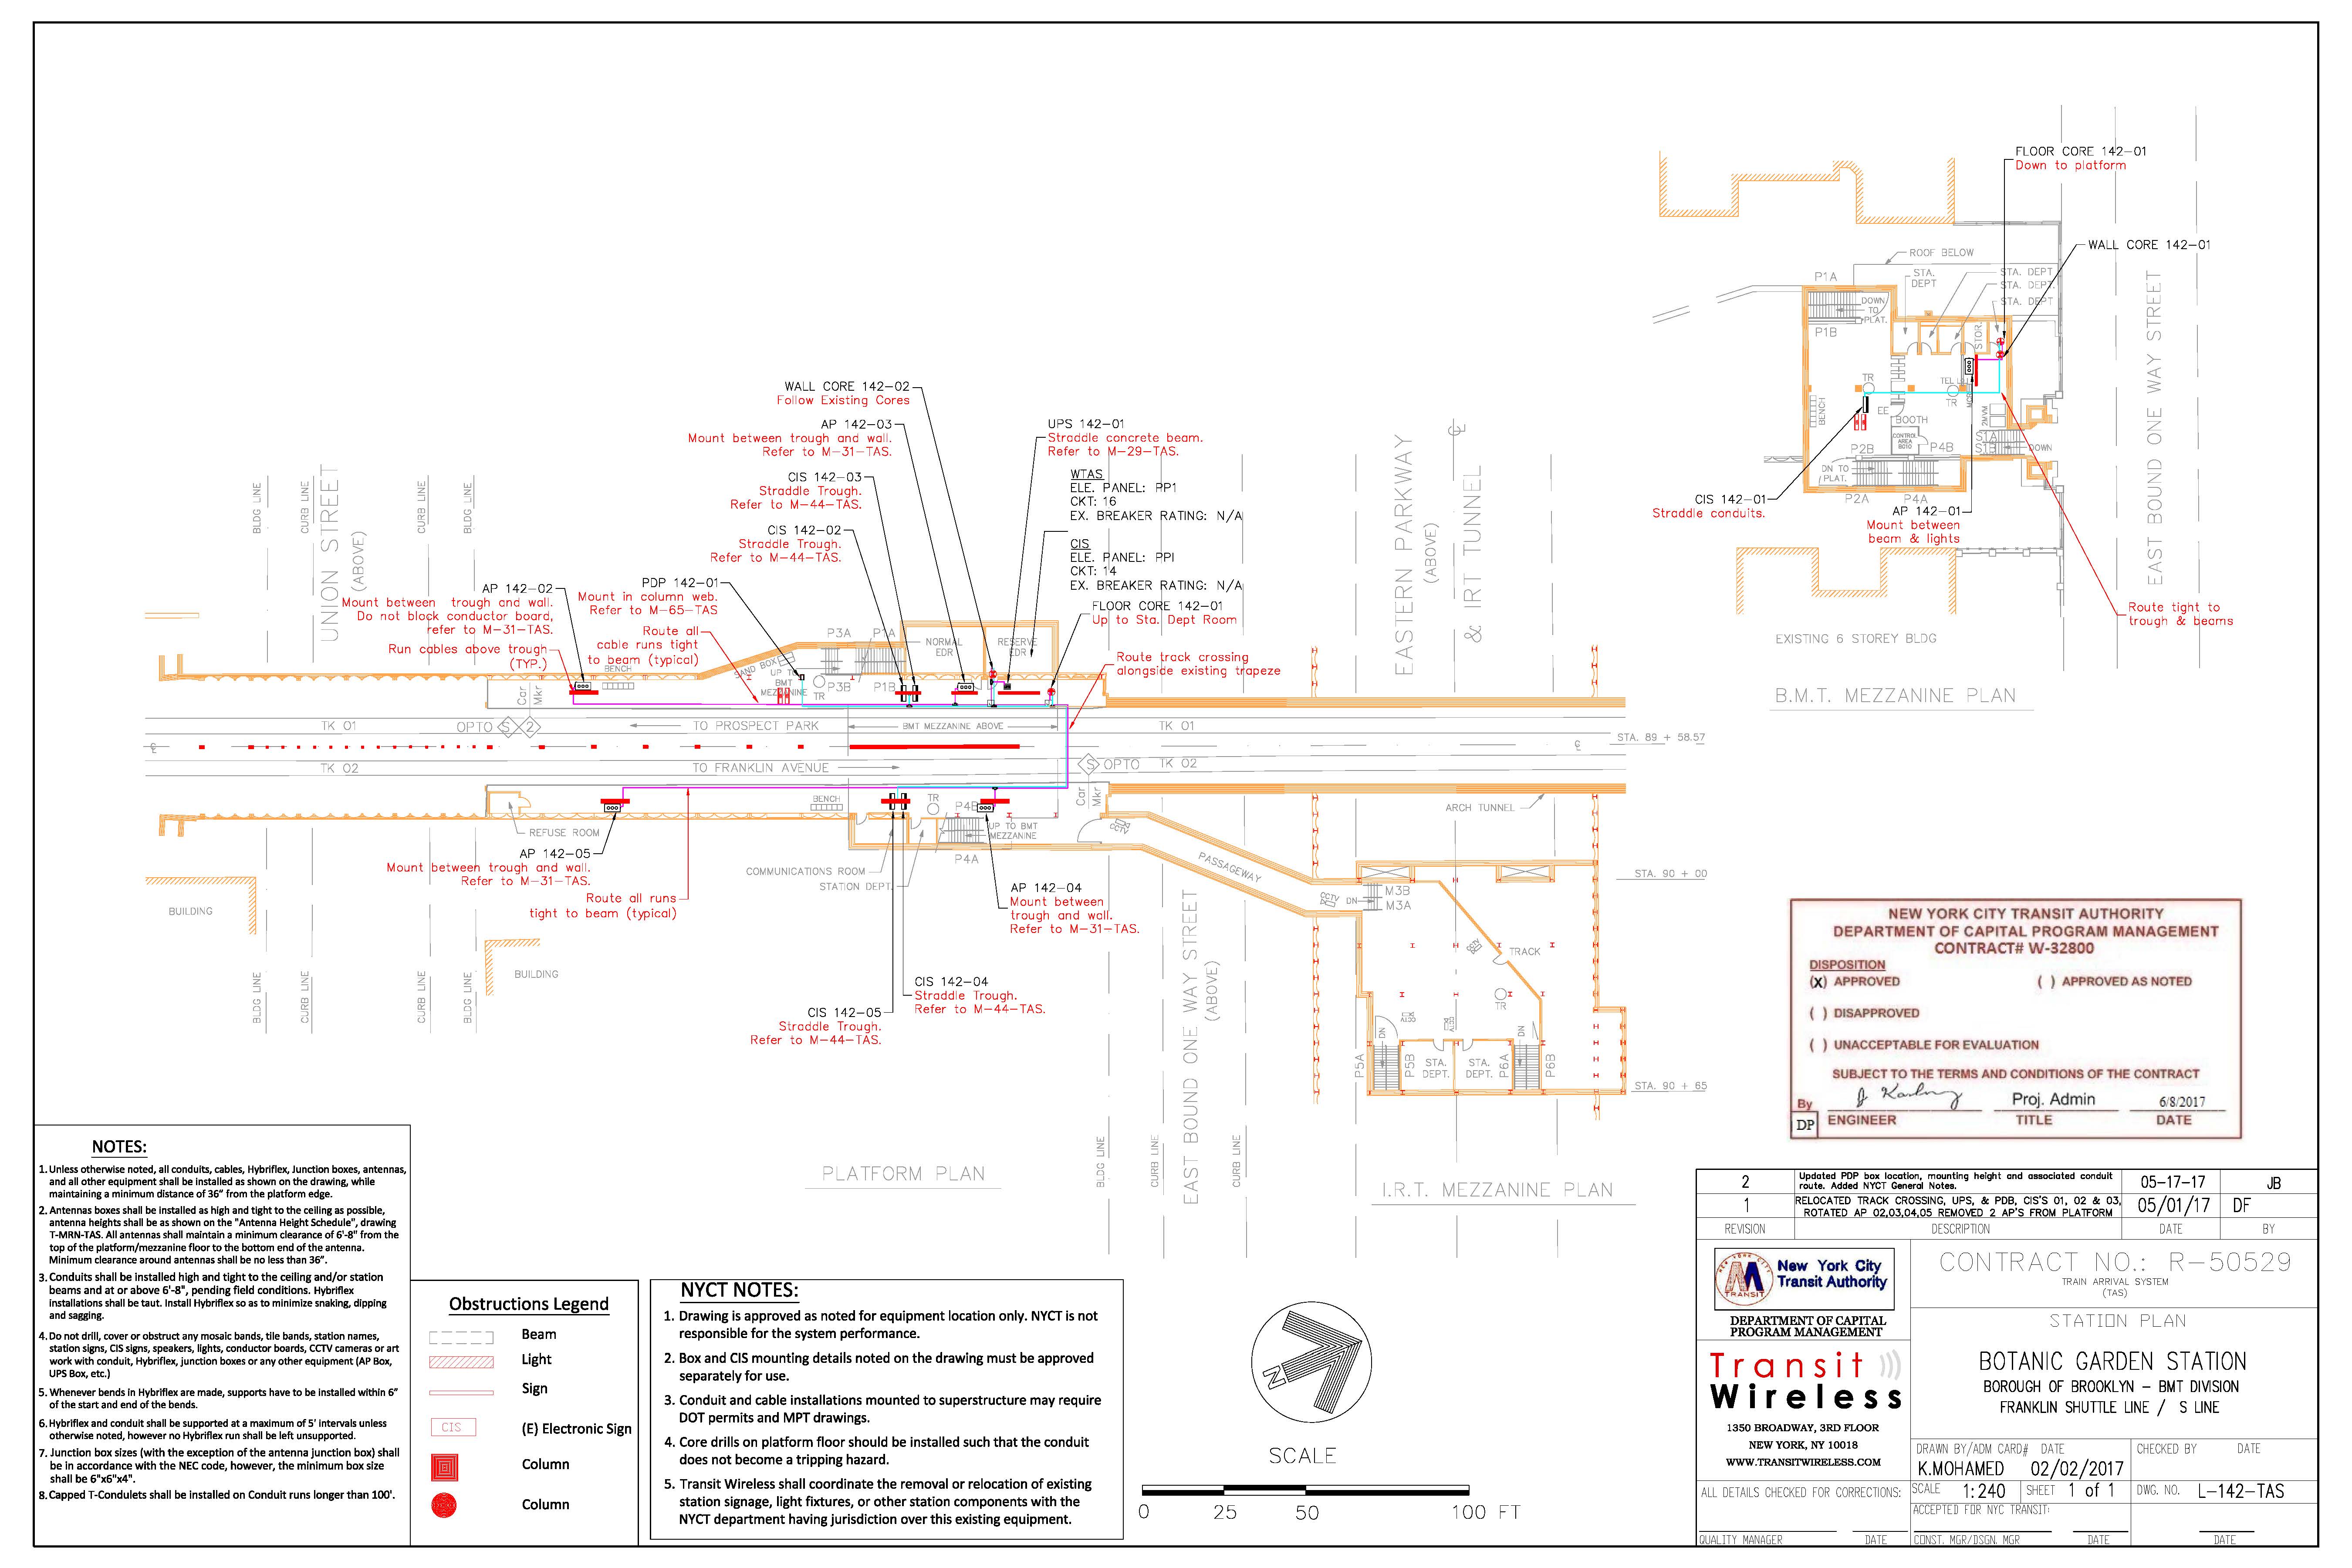 FLOOR CORE 142-01
Down to platform
WALL CORE 142-01
ROOF BELOW
P1A
STA.
DEPT
STA. DEPT
STA. DEPT.
STA. DEPT
DOWN
TO
PLAT.
P1B
STOR.
TR
TEL
TR
BENCH
EE
BOOTH
2MVM
CONTROL
AREA
P2B
P4B
S1A
DOWN
DN TO
PLAT.
P2A
P4A
CIS 142-01
Straddle conduits.
AP 142-01
Mount between
beam & lights
EAST BOUND ONE WAY STREET
Route tight to
trough & beams
EXISTING 6 STOREY BLDG
B.M.T. MEZZANINE PLAN
WALL CORE 142-02
Follow Existing Cores
AP 142-03
Mount between trough and wall.
Refer to M-31-TAS.
UPS 142-01
Straddle concrete beam.
Refer to M-29-TAS.
CIS 142-03
Straddle Trough.
Refer to M-44-TAS.
WTAS
ELE. PANEL: RP1
CKT: 16
EX. BREAKER RATING: N/A
CIS 142-02
Straddle Trough.
Refer to M-44-TAS.
CIS
ELE. PANEL: PPI
CKT: 14
EX. BREAKER RATING: N/A
PDP 142-01
Mount in column web.
Refer to M-65-TAS
AP 142-02
Mount between trough and wall.
Do not block conductor board,
refer to M-31-TAS.
Run cables above trough
(TYP.)
Route all
cable runs tight
to beam (typical)
FLOOR CORE 142-01
Up to Sta. Dept Room
Route track crossing
alongside existing trapeze
BLDG LINE
CURB LINE
UNION STREET
(ABOVE)
CURB LINE
BLDG LINE
EASTERN PARKWAY
(ABOVE)
& IRT TUNNEL
BENCH
SAND BOX
UP TO
BMT
MEZZANINE
TR
P3A
P1A
P3B
P1B
NORMAL
EDR
RESERVE
EDR
Car
Mkr
TK 01
OPTO
S
2
TO PROSPECT PARK
BMT MEZZANINE ABOVE
TK 01
STA. 89 + 58.57
TK 02
TO FRANKLIN AVENUE
S
OPTO
TK 02
Car
Mkr
BENCH
TR
P4B
UP TO BMT
MEZZANINE
P4A
CCTV
REFUSE ROOM
ARCH TUNNEL
AP 142-05
Mount between trough and wall.
Refer to M-31-TAS.
COMMUNICATIONS ROOM
STATION DEPT.
PASSAGEWAY
Route all runs
tight to beam (typical)
AP 142-04
Mount between
trough and wall.
Refer to M-31-TAS.
STA. 90 + 00
CCTV
DN
M3B
M3A
BUILDING
BUILDING
TRACK
TR
BLDG LINE
CURB LINE
CURB LINE
BLDG LINE
CIS 142-04
Straddle Trough.
Refer to M-44-TAS.
CIS 142-05
Straddle Trough.
Refer to M-44-TAS.
EAST BOUND ONE WAY STREET
(ABOVE)
BLDG LINE
CURB LINE
CURB LINE
DN
P5A
P5B
STA.
DEPT.
STA.
DEPT.
P6A
DN
P6B
STA. 90 + 65
PLATFORM PLAN
I.R.T. MEZZANINE PLAN
NEW YORK CITY TRANSIT AUTHORITY
DEPARTMENT OF CAPITAL PROGRAM MANAGEMENT
CONTRACT# W-32800
DISPOSITION
(X) APPROVED
( ) APPROVED AS NOTED
( ) DISAPPROVED
( ) UNACCEPTABLE FOR EVALUATION
SUBJECT TO THE TERMS AND CONDITIONS OF THE CONTRACT
By
Proj. Admin
6/8/2017
DP
ENGINEER
TITLE
DATE
NOTES:
1. Unless otherwise noted, all conduits, cables, Hybriflex, Junction boxes, antennas,
and all other equipment shall be installed as shown on the drawing, while
maintaining a minimum distance of 36" from the platform edge.
2. Antennas boxes shall be installed as high and tight to the ceiling as possible,
antenna heights shall be as shown on the "Antenna Height Schedule", drawing
T-MRN-TAS. All antennas shall maintain a minimum clearance of 6'-8" from the
top of the platform/mezzanine floor to the bottom end of the antenna.
Minimum clearance around antennas shall be no less than 36".
3. Conduits shall be installed high and tight to the ceiling and/or station
beams and at or above 6'-8", pending field conditions. Hybriflex
installations shall be taut. Install Hybriflex so as to minimize snaking, dipping
and sagging.
4. Do not drill, cover or obstruct any mosaic bands, tile bands, station names,
station signs, CIS signs, speakers, lights, conductor boards, CCTV cameras or art
work with conduit, Hybriflex, junction boxes or any other equipment (AP Box,
UPS Box, etc.)
5. Whenever bends in Hybriflex are made, supports have to be installed within 6"
of the start and end of the bends.
6. Hybriflex and conduit shall be supported at a maximum of 5' intervals unless
otherwise noted, however no Hybriflex run shall be left unsupported.
7. Junction box sizes (with the exception of the antenna junction box) shall
be in accordance with the NEC code, however, the minimum box size
shall be 6"x6"x4".
8. Capped T-Condulets shall be installed on Conduit runs longer than 100'.
Obstructions Legend
Beam
Light
Sign
CIS
(E) Electronic Sign
Column
Column
NYCT NOTES:
1. Drawing is approved as noted for equipment location only. NYCT is not
responsible for the system performance.
2. Box and CIS mounting details noted on the drawing must be approved
separately for use.
3. Conduit and cable installations mounted to superstructure may require
DOT permits and MPT drawings.
4. Core drills on platform floor should be installed such that the conduit
does not become a tripping hazard.
5. Transit Wireless shall coordinate the removal or relocation of existing
station signage, light fixtures, or other station components with the
NYCT department having jurisdiction over this existing equipment.
N
SCALE
0 25 50 100 FT
2 Updated PDP box location, mounting height and associated conduit
route. Added NYCT General Notes. 05-17-17 JB
1 RELOCATED TRACK CROSSING, UPS, & PDB, CIS'S 01, 02 & 03,
ROTATED AP 02,03,04,05 REMOVED 2 AP'S FROM PLATFORM 05/01/17 DF
REVISION DESCRIPTION DATE BY
New York City
Transit Authority
TRANSIT
DEPARTMENT OF CAPITAL
PROGRAM MANAGEMENT
Transit
Wireless
1350 BROADWAY, 3RD FLOOR
NEW YORK, NY 10018
WWW.TRANSITWIRELESS.COM
ALL DETAILS CHECKED FOR CORRECTIONS:
QUALITY MANAGER DATE
CONTRACT NO.: R-50529
TRAIN ARRIVAL SYSTEM
(TAS)
STATION PLAN
BOTANIC GARDEN STATION
BOROUGH OF BROOKLYN - BMT DIVISION
FRANKLIN SHUTTLE LINE / S LINE
DRAWN BY/ADM CARD# DATE
K.MOHAMED 02/02/2017
CHECKED BY DATE
SCALE 1:240 SHEET 1 of 1 DWG. NO. L-142-TAS
ACCEPTED FOR NYC TRANSIT:
CONST. MGR/DSGN. MGR DATE DATE